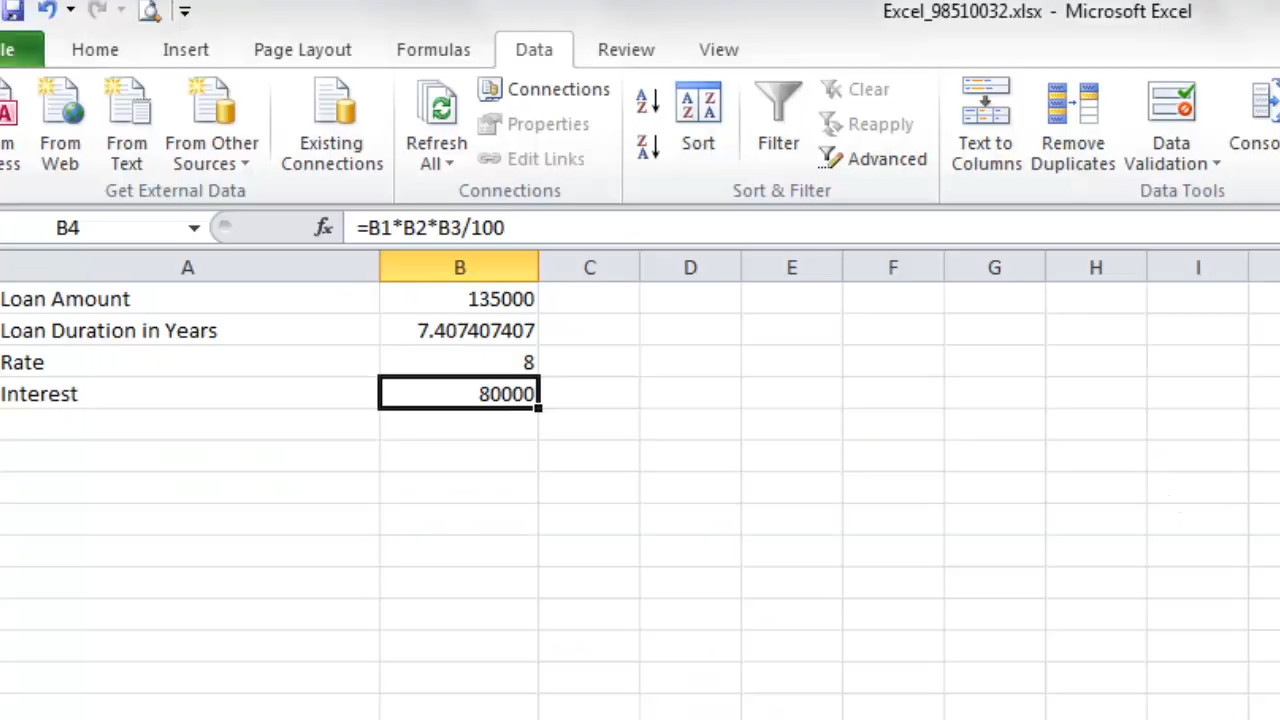 Excel_98510032.xlsx - Microsoft Excel
le Home Insert Page Layout Formulas Data Review View
From Web
From Text
From Other Sources
Existing Connections
Get External Data
Refresh All
Connections
Properties
Edit Links
Connections
Sort
Filter
Clear
Reapply
Advanced
Sort & Filter
Text to Columns
Remove Duplicates
Data Validation
Conso
Data Tools
B4 fx =B1*B2*B3/100
A B C D E F G H I
Loan Amount 135000
Loan Duration in Years 7.407407407
Rate 8
Interest 80000